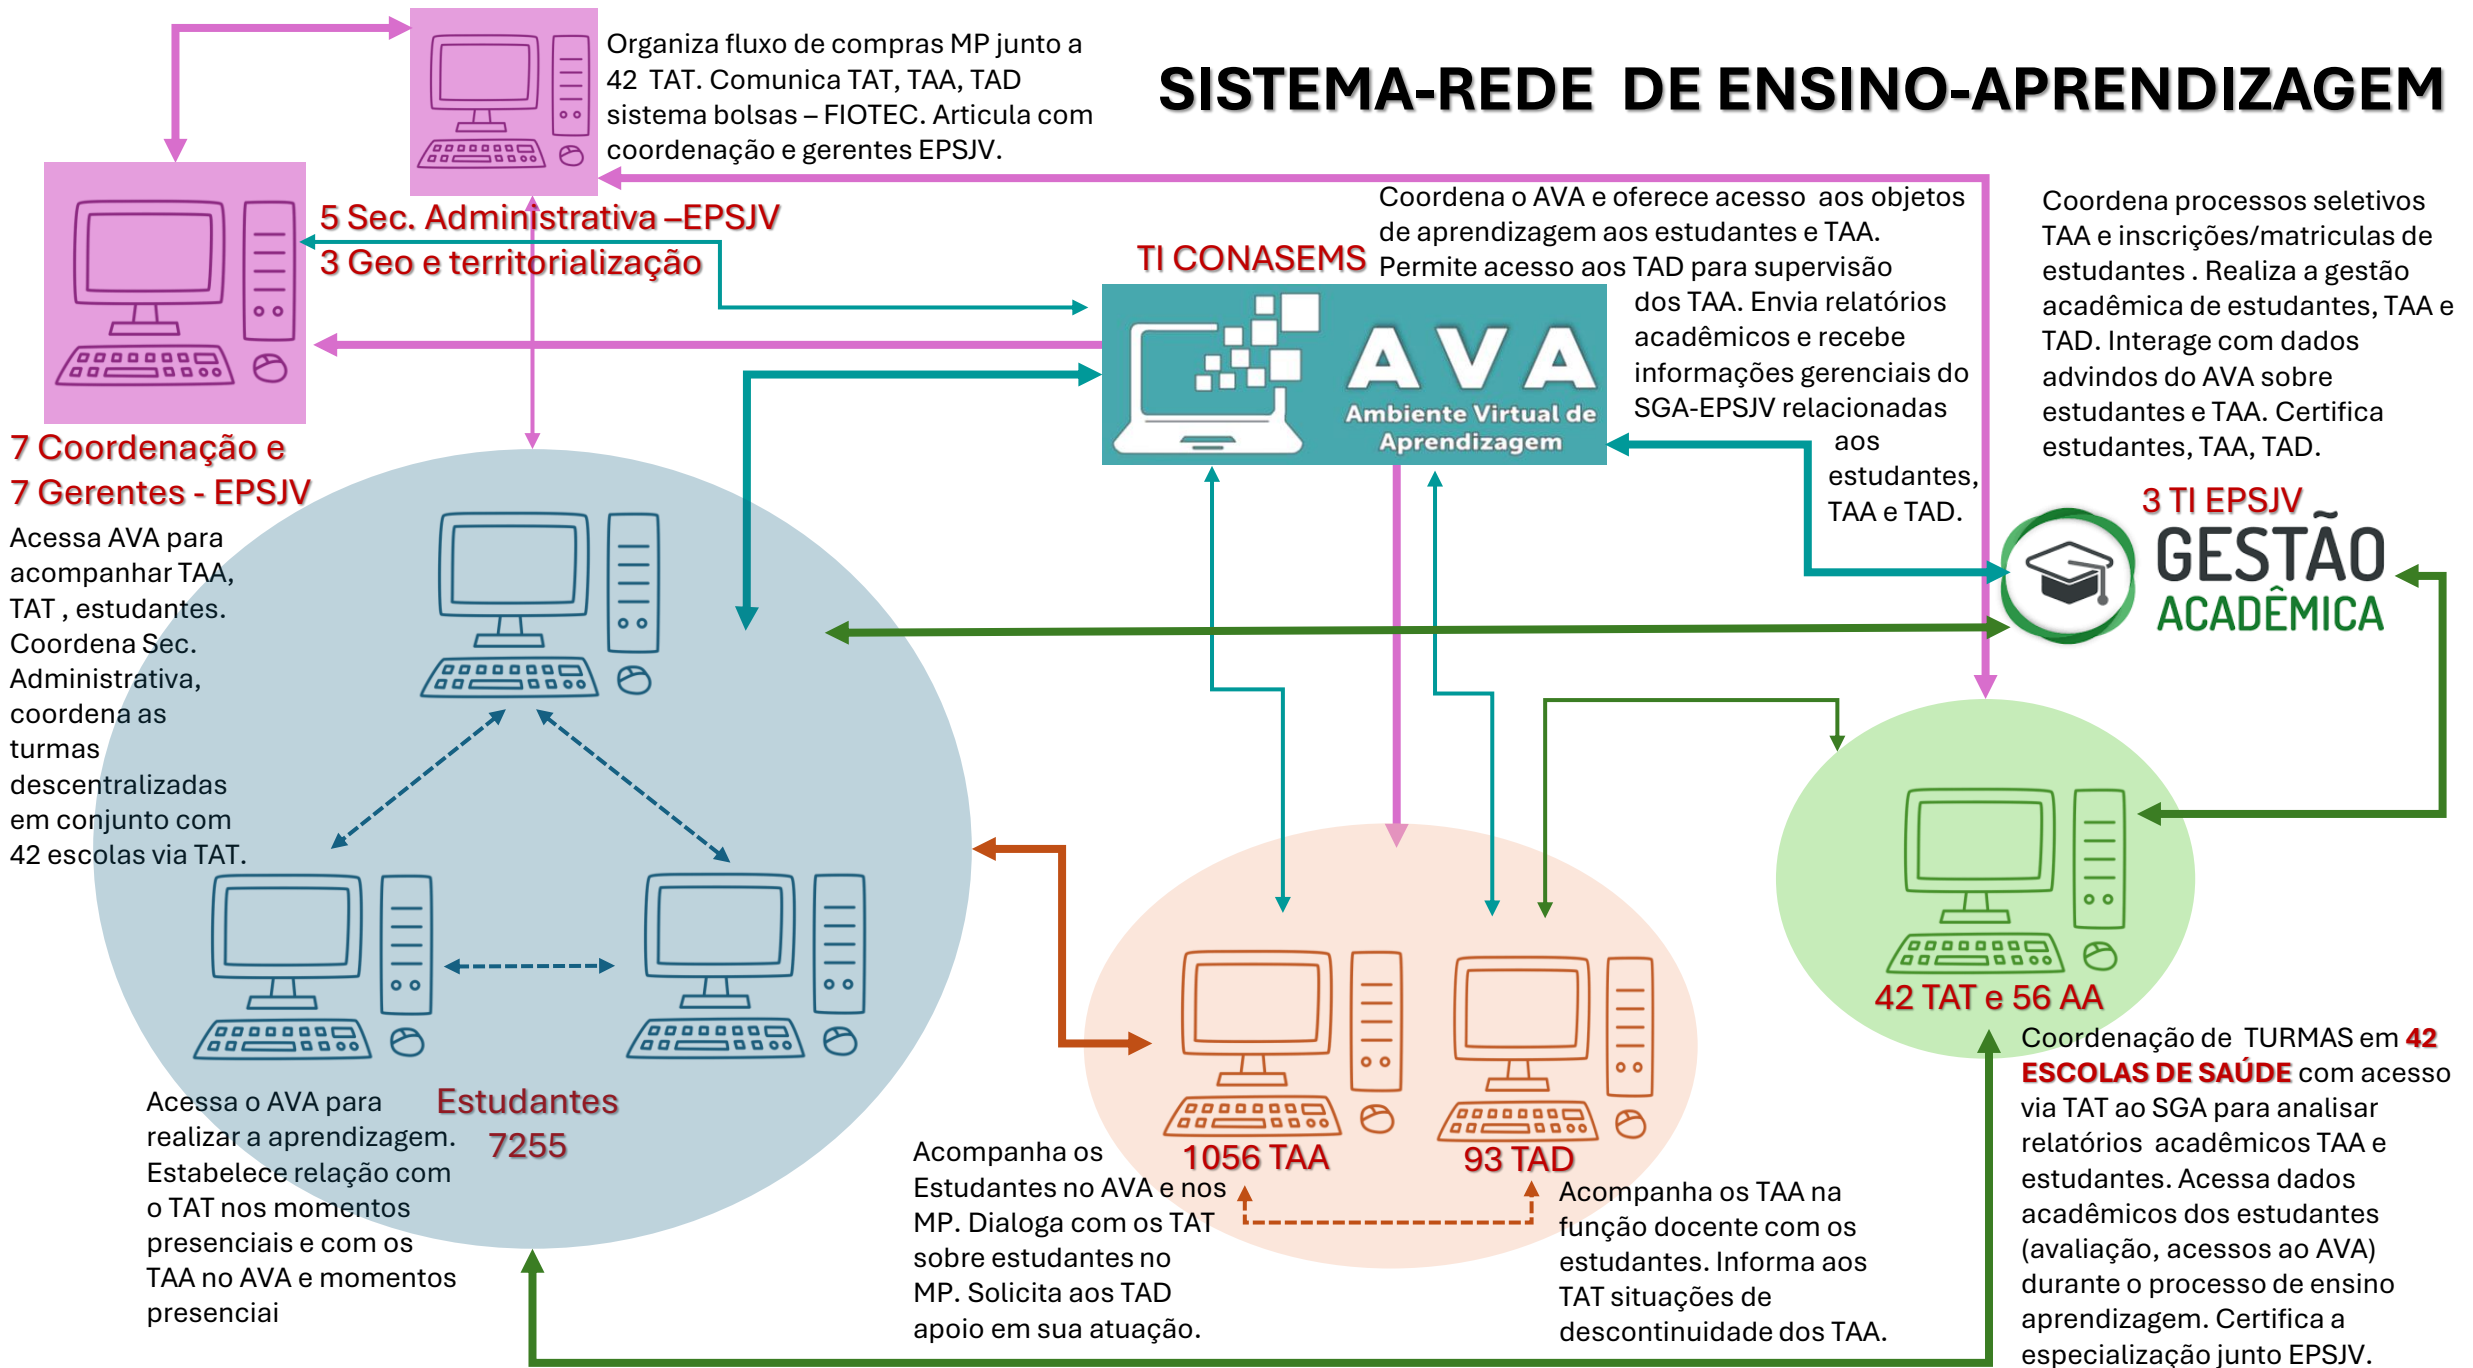 SISTEMA-REDE DE ENSINO-APRENDIZAGEM
Organiza fluxo de compras MP junto a
42 TAT. Comunica TAT, TAA, TAD
sistema bolsas – FIOTEC. Articula com
coordenação e gerentes EPSJV.
5 Sec. Administrativa –EPSJV
3 Geo e territorialização
7 Coordenação e
7 Gerentes - EPSJV
Acessa AVA para
acompanhar TAA,
TAT , estudantes.
Coordena Sec.
Administrativa,
coordena as
turmas
descentralizadas
em conjunto com
42 escolas via TAT.
TI CONASEMS
Coordena o AVA e oferece acesso aos objetos
de aprendizagem aos estudantes e TAA.
Permite acesso aos TAD para supervisão
dos TAA. Envia relatórios
acadêmicos e recebe
informações gerenciais do
SGA-EPSJV relacionadas
aos
estudantes,
TAA e TAD.
AVA
Ambiente Virtual de
Aprendizagem
Coordena processos seletivos
TAA e inscrições/matriculas de
estudantes . Realiza a gestão
acadêmica de estudantes, TAA e
TAD. Interage com dados
advindos do AVA sobre
estudantes e TAA. Certifica
estudantes, TAA, TAD.
3 TI EPSJV
GESTÃO
ACADÊMICA
Estudantes
7255
Acessa o AVA para
realizar a aprendizagem.
Estabelece relação com
o TAT nos momentos
presenciais e com os
TAA no AVA e momentos
presenciai
1056 TAA
Acompanha os
Estudantes no AVA e nos
MP. Dialoga com os TAT
sobre estudantes no
MP. Solicita aos TAD
apoio em sua atuação.
93 TAD
Acompanha os TAA na
função docente com os
estudantes. Informa aos
TAT situações de
descontinuidade dos TAA.
42 TAT e 56 AA
Coordenação de TURMAS em 42
ESCOLAS DE SAÚDE com acesso
via TAT ao SGA para analisar
relatórios acadêmicos TAA e
estudantes. Acessa dados
acadêmicos dos estudantes
(avaliação, acessos ao AVA)
durante o processo de ensino
aprendizagem. Certifica a
especialização junto EPSJV.